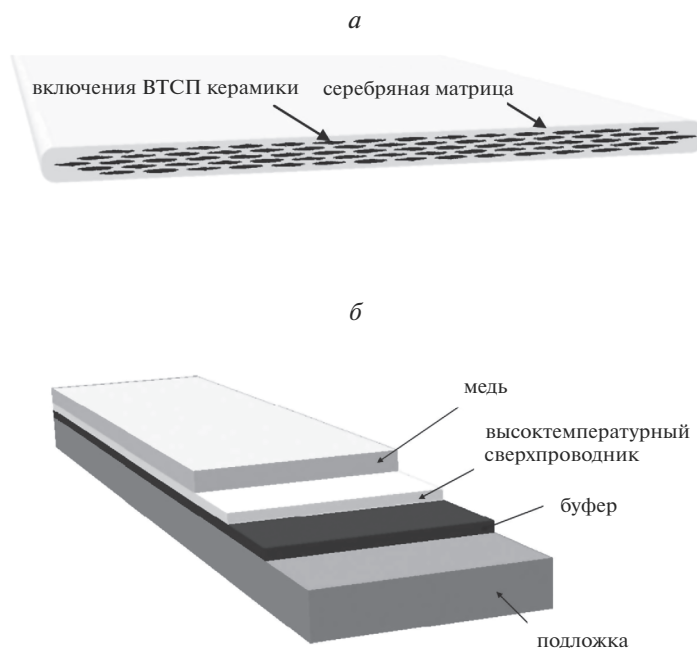 а
включения ВТСП керамики
серебряная матрица
б
медь
высоктемпературный
сверхпроводник
буфер
подложка